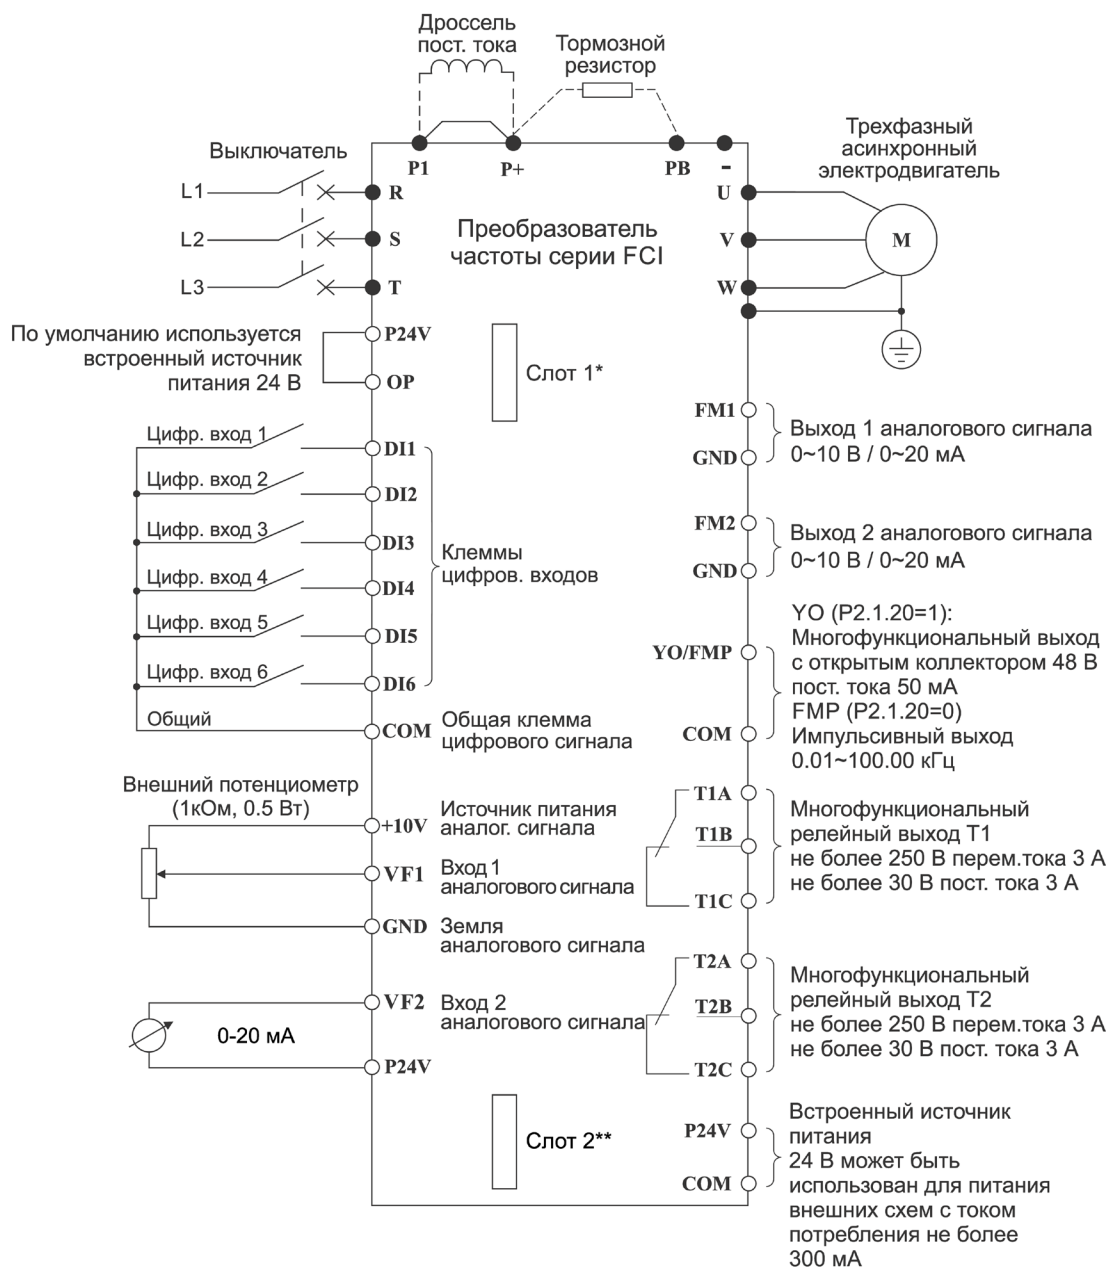 Дроссель
пост. тока
Тормозной
резистор
P1
P+
PB
-
Выключатель
L1
R
L2
S
L3
T
Преобразователь
частоты серии FCI
U
V
W
Трехфазный
асинхронный
электродвигатель
M
По умолчанию используется
встроенный источник
питания 24 В
P24V
OP
Слот 1*
Цифр. вход 1
DI1
Цифр. вход 2
DI2
Цифр. вход 3
DI3
Цифр. вход 4
DI4
Цифр. вход 5
DI5
Цифр. вход 6
DI6
Клеммы
цифров. входов
Общий
COM
Общая клемма
цифрового сигнала
Внешний потенциометр
(1кОм, 0.5 Вт)
+10V
Источник питания
аналог. сигнала
VF1
Вход 1
аналогового сигнала
GND
Земля
аналогового сигнала
VF2
Вход 2
аналогового сигнала
0-20 мА
P24V
Слот 2**
FM1
GND
Выход 1 аналогового сигнала
0~10 В / 0~20 мА
FM2
GND
Выход 2 аналогового сигнала
0~10 В / 0~20 мА
YO/FMP
COM
YO (P2.1.20=1):
Многофункциональный выход
с открытым коллектором 48 В
пост. тока 50 мА
FMP (P2.1.20=0)
Импульсивный выход
0.01~100.00 кГц
T1A
T1B
T1C
Многофункциональный
релейный выход T1
не более 250 В перем.тока 3 А
не более 30 В пост. тока 3 А
T2A
T2B
T2C
Многофункциональный
релейный выход T2
не более 250 В перем.тока 3 А
не более 30 В пост. тока 3 А
P24V
COM
Встроенный источник
питания
24 В может быть
использован для питания
внешних схем с током
потребления не более
300 мА